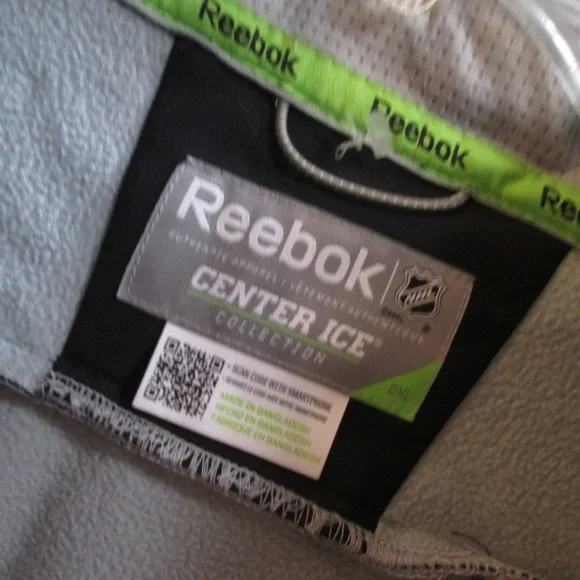 Reebok
Reebok
Reebok
Reebok
NHL
AUTHENTIC APPAREL / VÊTEMENT AUTHENTIQUE
CENTER ICE®
COLLECTION
2XL
• SCAN CODE WITH SMARTPHONE
MADE IN BANGLADESH
HECHO EN BANGLADESH
FABRIQUÉ EN BANGLADESH